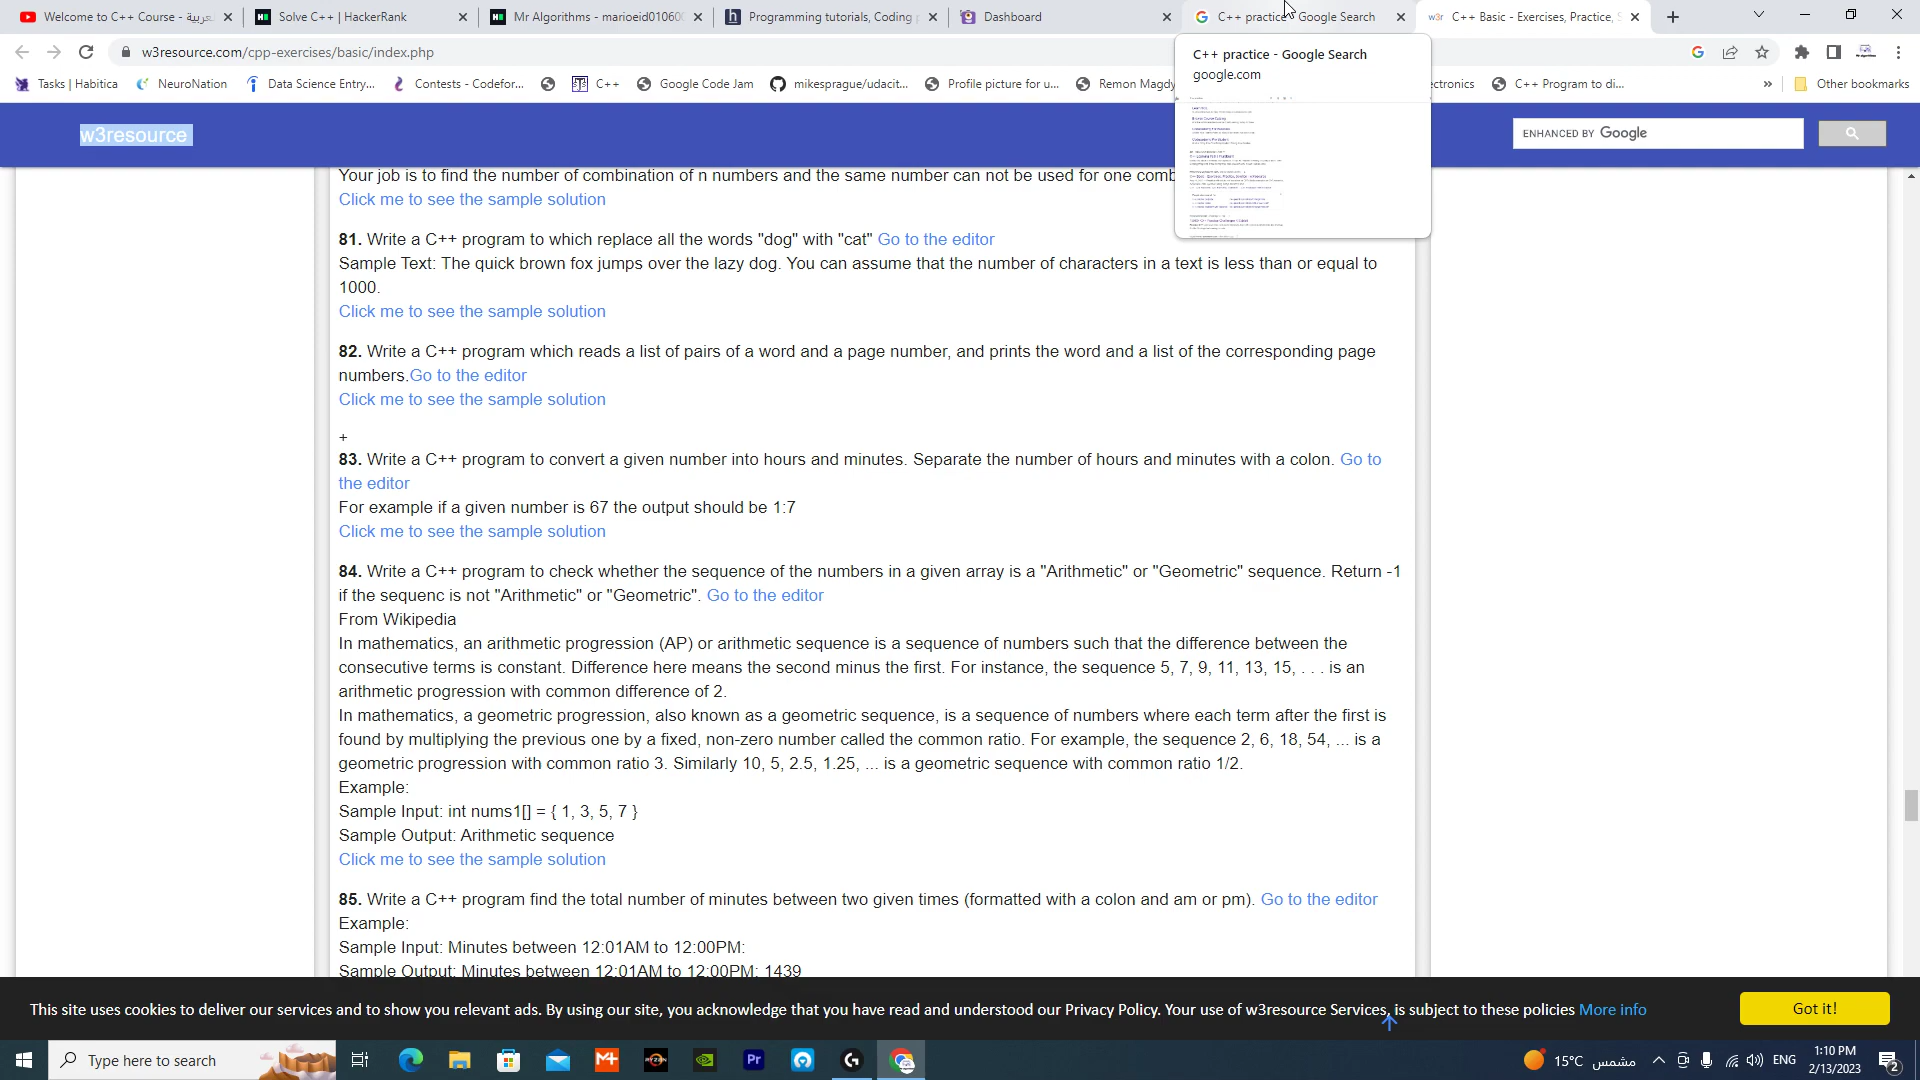 Welcome to C++ Course - العربية
Solve C++ | HackerRank
Mr Algorithms - marioeid01060
Programming tutorials, Coding p
Dashboard
C++ practice - Google Search
C++ Basic - Exercises, Practice, S
w3resource.com/cpp-exercises/basic/index.php
C++ practice - Google Search
google.com
Tasks | Habitica
NeuroNation
Data Science Entry...
Contests - Codefor...
C++
Google Code Jam
mikesprague/udacit...
Profile picture for u...
Remon Magdy
ectronics
C++ Program to di...
»
Other bookmarks
w3resource
ENHANCED BY Google
Your job is to find the number of combination of n numbers and the same number can not be used for one comb
Click me to see the sample solution
81. Write a C++ program to which replace all the words "dog" with "cat" Go to the editor
Sample Text: The quick brown fox jumps over the lazy dog. You can assume that the number of characters in a text is less than or equal to
1000.
Click me to see the sample solution
82. Write a C++ program which reads a list of pairs of a word and a page number, and prints the word and a list of the corresponding page
numbers.Go to the editor
Click me to see the sample solution
+
83. Write a C++ program to convert a given number into hours and minutes. Separate the number of hours and minutes with a colon. Go to
the editor
For example if a given number is 67 the output should be 1:7
Click me to see the sample solution
84. Write a C++ program to check whether the sequence of the numbers in a given array is a "Arithmetic" or "Geometric" sequence. Return -1
if the sequenc is not "Arithmetic" or "Geometric". Go to the editor
From Wikipedia
In mathematics, an arithmetic progression (AP) or arithmetic sequence is a sequence of numbers such that the difference between the
consecutive terms is constant. Difference here means the second minus the first. For instance, the sequence 5, 7, 9, 11, 13, 15, . . . is an
arithmetic progression with common difference of 2.
In mathematics, a geometric progression, also known as a geometric sequence, is a sequence of numbers where each term after the first is
found by multiplying the previous one by a fixed, non-zero number called the common ratio. For example, the sequence 2, 6, 18, 54, ... is a
geometric progression with common ratio 3. Similarly 10, 5, 2.5, 1.25, ... is a geometric sequence with common ratio 1/2.
Example:
Sample Input: int nums1[] = { 1, 3, 5, 7 }
Sample Output: Arithmetic sequence
Click me to see the sample solution
85. Write a C++ program find the total number of minutes between two given times (formatted with a colon and am or pm). Go to the editor
Example:
Sample Input: Minutes between 12:01AM to 12:00PM:
Sample Output: Minutes between 12:01AM to 12:00PM: 1439
This site uses cookies to deliver our services and to show you relevant ads. By using our site, you acknowledge that you have read and understood our Privacy Policy. Your use of w3resource Services, is subject to these policies More info
Got it!
Type here to search
15°C مشمس
ENG
1:10 PM
2/13/2023
2